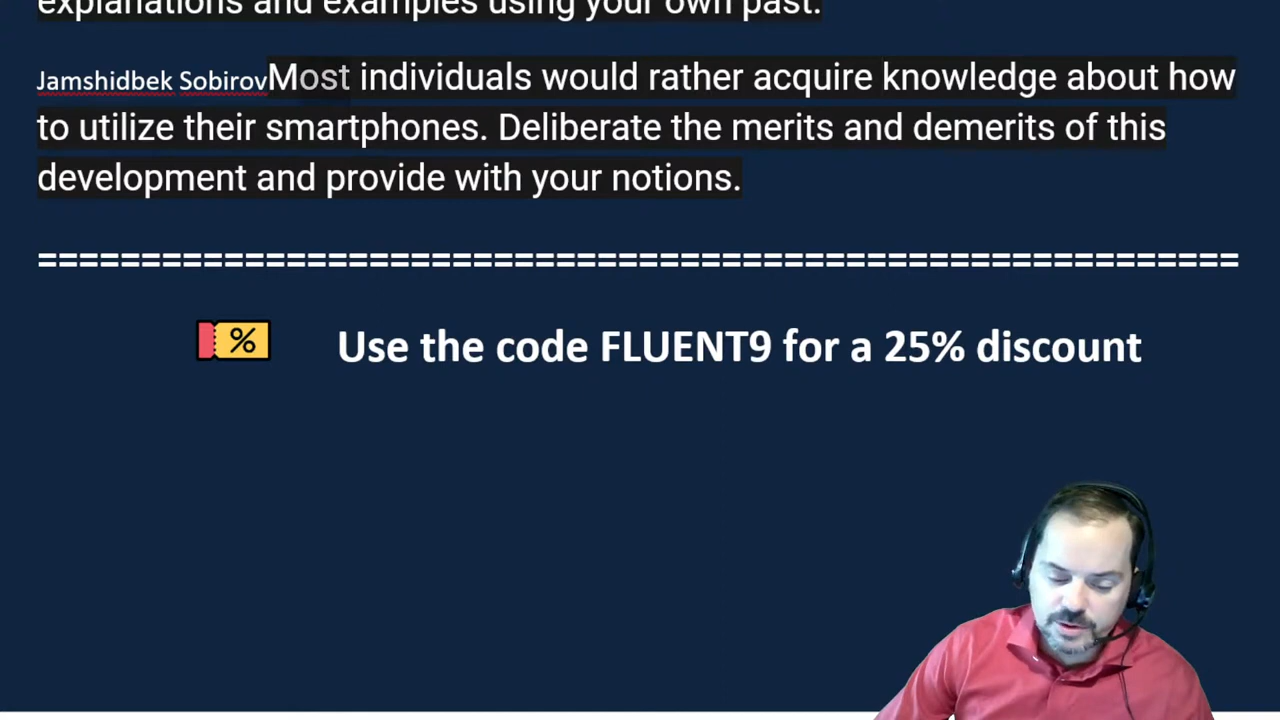 explanations and examples using your own past.
Jamshidbek SobirovMost individuals would rather acquire knowledge about how
to utilize their smartphones. Deliberate the merits and demerits of this
development and provide with your notions.
==========================================================
% Use the code FLUENT9 for a 25% discount